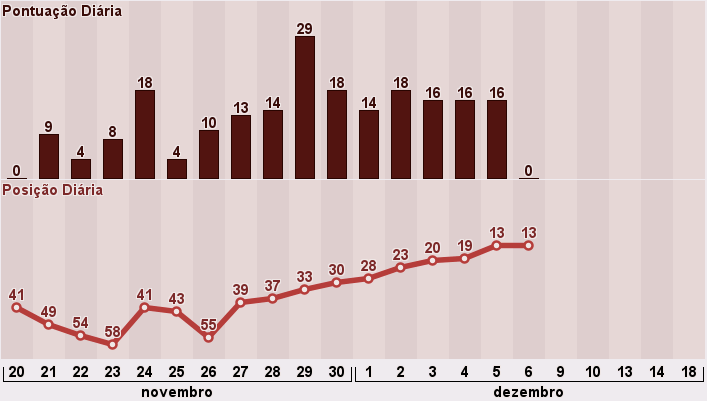 Pontuação Diária
0 9 4 8 18 4 10 13 14 29 18 14 18 16 16 16 0
Posição Diária
41 49 54 58 41 43 55 39 37 33 30 28 23 20 19 13 13
20 21 22 23 24 25 26 27 28 29 30 1 2 3 4 5 6 9 10 13 14 18
novembro dezembro